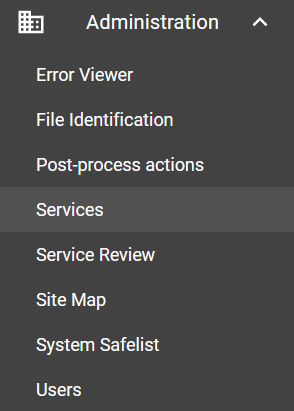 Administration
Error Viewer
File Identification
Post-process actions
Services
Service Review
Site Map
System Safelist
Users